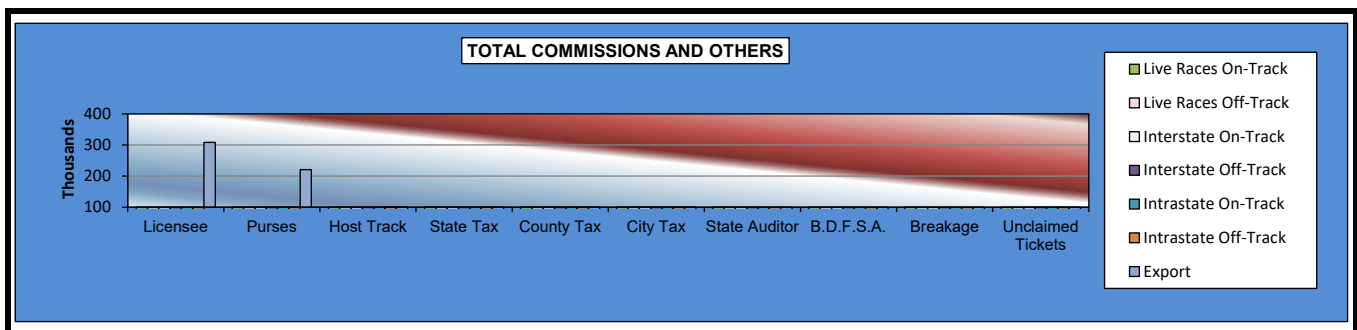 TOTAL COMMISSIONS AND OTHERS
Thousands
400
300
200
100
Licensee Purses Host Track State Tax County Tax City Tax State Auditor B.D.F.S.A. Breakage Unclaimed
Tickets
Live Races On-Track
Live Races Off-Track
Interstate On-Track
Interstate Off-Track
Intrastate On-Track
Intrastate Off-Track
Export